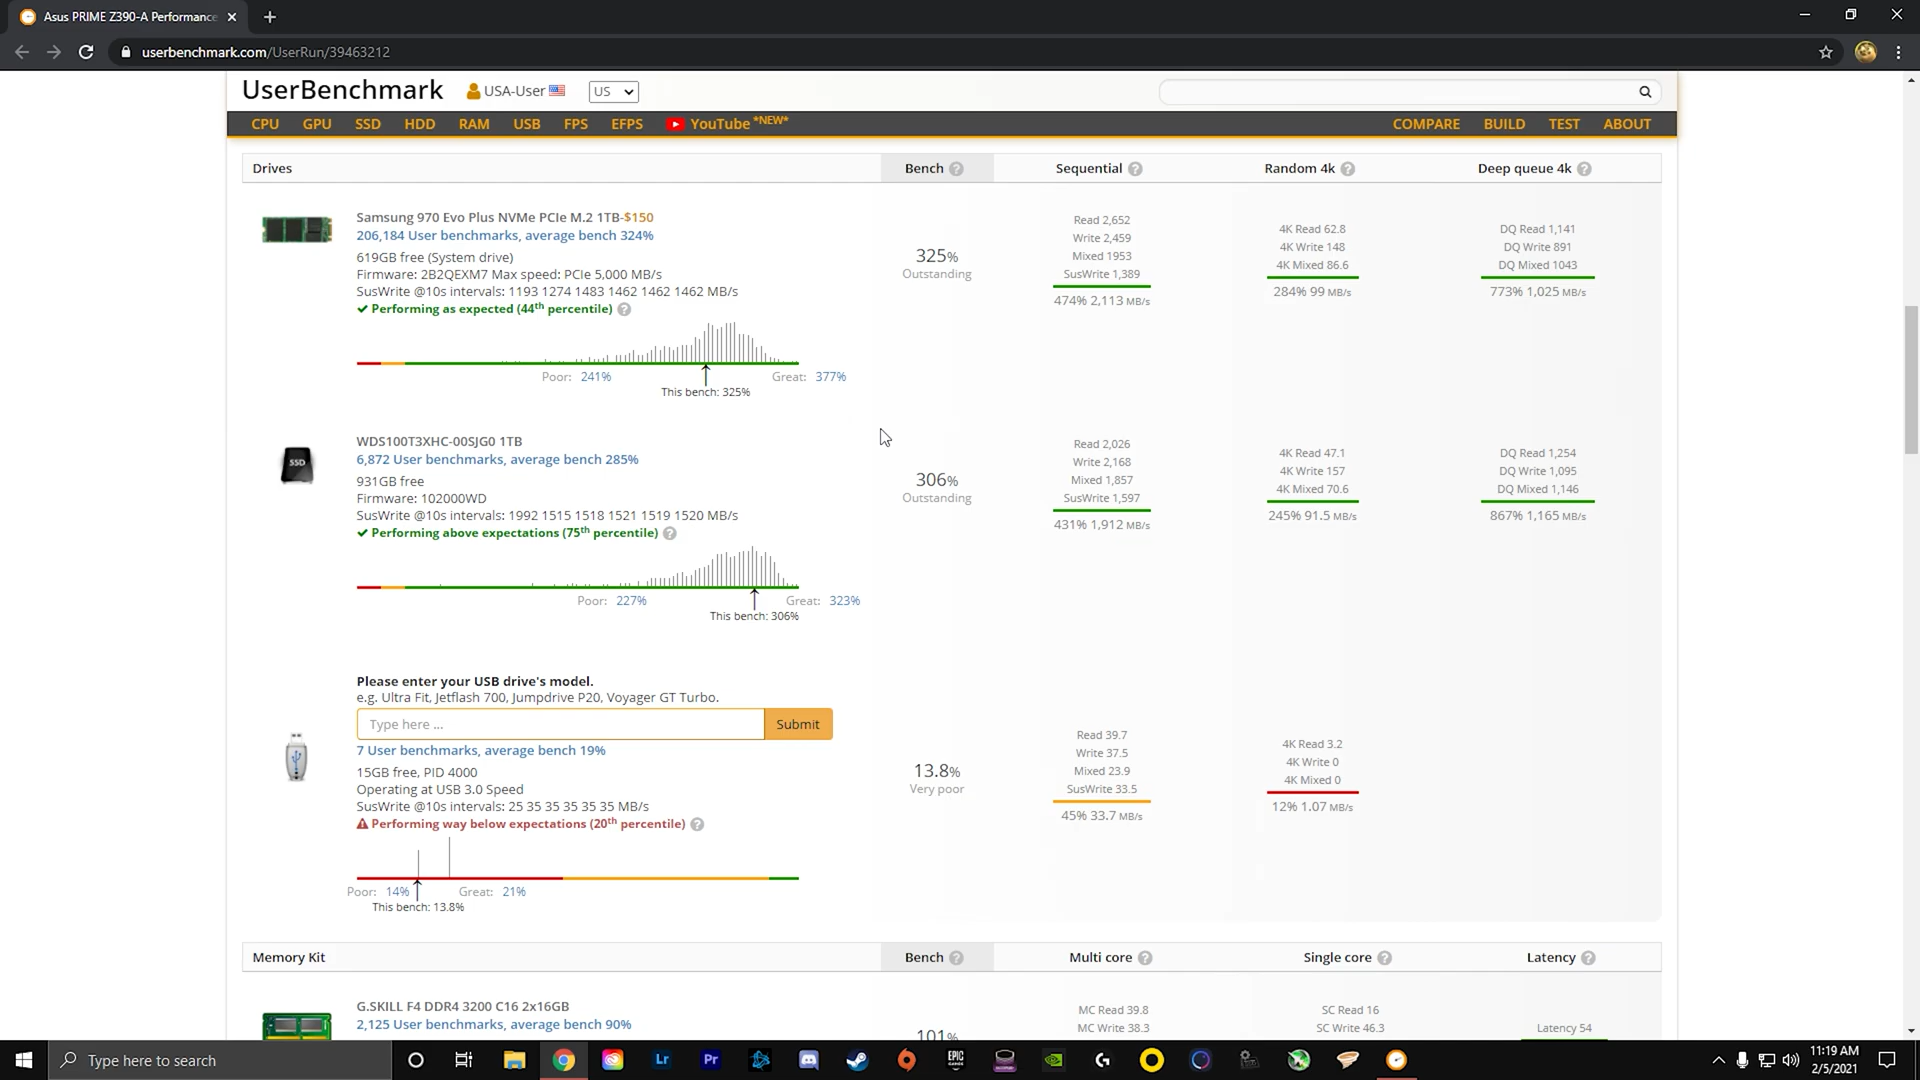 Asus PRIME Z390-A Performance
userbenchmark.com/UserRun/39463212
UserBenchmark
USA-User
US
CPU GPU SSD HDD RAM USB FPS EFPS YouTube *NEW* COMPARE BUILD TEST ABOUT
Drives Bench Sequential Random 4k Deep queue 4k
Samsung 970 Evo Plus NVMe PCIe M.2 1TB-$150
206,184 User benchmarks, average bench 324%
619GB free (System drive)
Firmware: 2B2QEXM7 Max speed: PCIe 5,000 MB/s
SusWrite @10s intervals: 1193 1274 1483 1462 1462 1462 MB/s
Performing as expected (44th percentile)
Poor: 241% Great: 377%
This bench: 325%
325%
Outstanding
Read 2,652
Write 2,459
Mixed 1953
SusWrite 1,389
474% 2,113 MB/s
4K Read 62.8
4K Write 148
4K Mixed 86.6
284% 99 MB/s
DQ Read 1,141
DQ Write 891
DQ Mixed 1043
773% 1,025 MB/s
WDS100T3XHC-00SJG0 1TB
6,872 User benchmarks, average bench 285%
931GB free
Firmware: 102000WD
SusWrite @10s intervals: 1992 1515 1518 1521 1519 1520 MB/s
Performing above expectations (75th percentile)
Poor: 227% Great: 323%
This bench: 306%
SSD
306%
Outstanding
Read 2,026
Write 2,168
Mixed 1,857
SusWrite 1,597
431% 1,912 MB/s
4K Read 47.1
4K Write 157
4K Mixed 70.6
245% 91.5 MB/s
DQ Read 1,254
DQ Write 1,095
DQ Mixed 1,146
867% 1,165 MB/s
Please enter your USB drive's model.
e.g. Ultra Fit, Jetflash 700, Jumpdrive P20, Voyager GT Turbo.
Type here ... Submit
7 User benchmarks, average bench 19%
15GB free, PID 4000
Operating at USB 3.0 Speed
SusWrite @10s intervals: 25 35 35 35 35 35 MB/s
Performing way below expectations (20th percentile)
Poor: 14% Great: 21%
This bench: 13.8%
13.8%
Very poor
Read 39.7
Write 37.5
Mixed 23.9
SusWrite 33.5
45% 33.7 MB/s
4K Read 3.2
4K Write 0
4K Mixed 0
12% 1.07 MB/s
Memory Kit Bench Multi core Single core Latency
G.SKILL F4 DDR4 3200 C16 2x16GB
2,125 User benchmarks, average bench 90%
101%
MC Read 39.8
MC Write 38.3
SC Read 16
SC Write 46.3
Latency 54
Type here to search
Lr
Pr
EPIC
GAMES
11:19 AM
2/5/2021